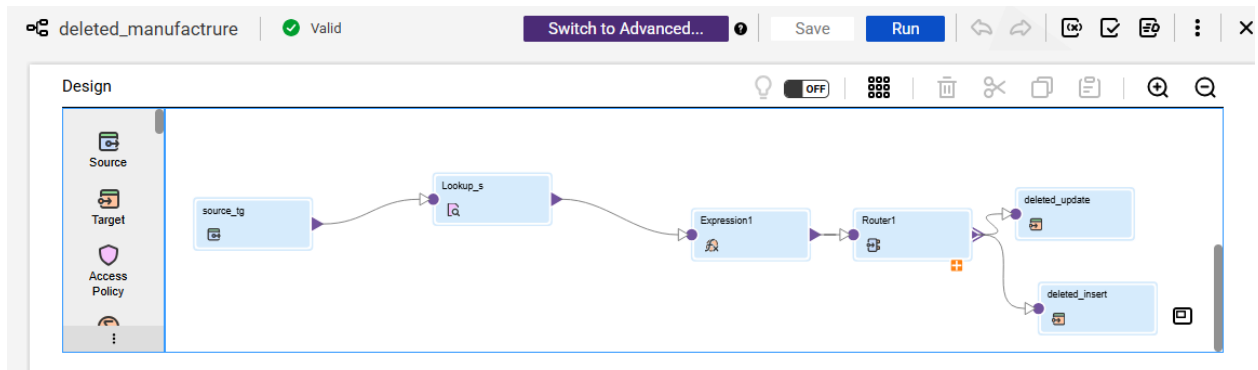 deleted_manufactrure
Valid
Switch to Advanced...
?
Save
Run
(x)
Design
OFF
Source
Target
Access
Policy
source_tg
Lookup_s
Expression1
Router1
deleted_update
deleted_insert